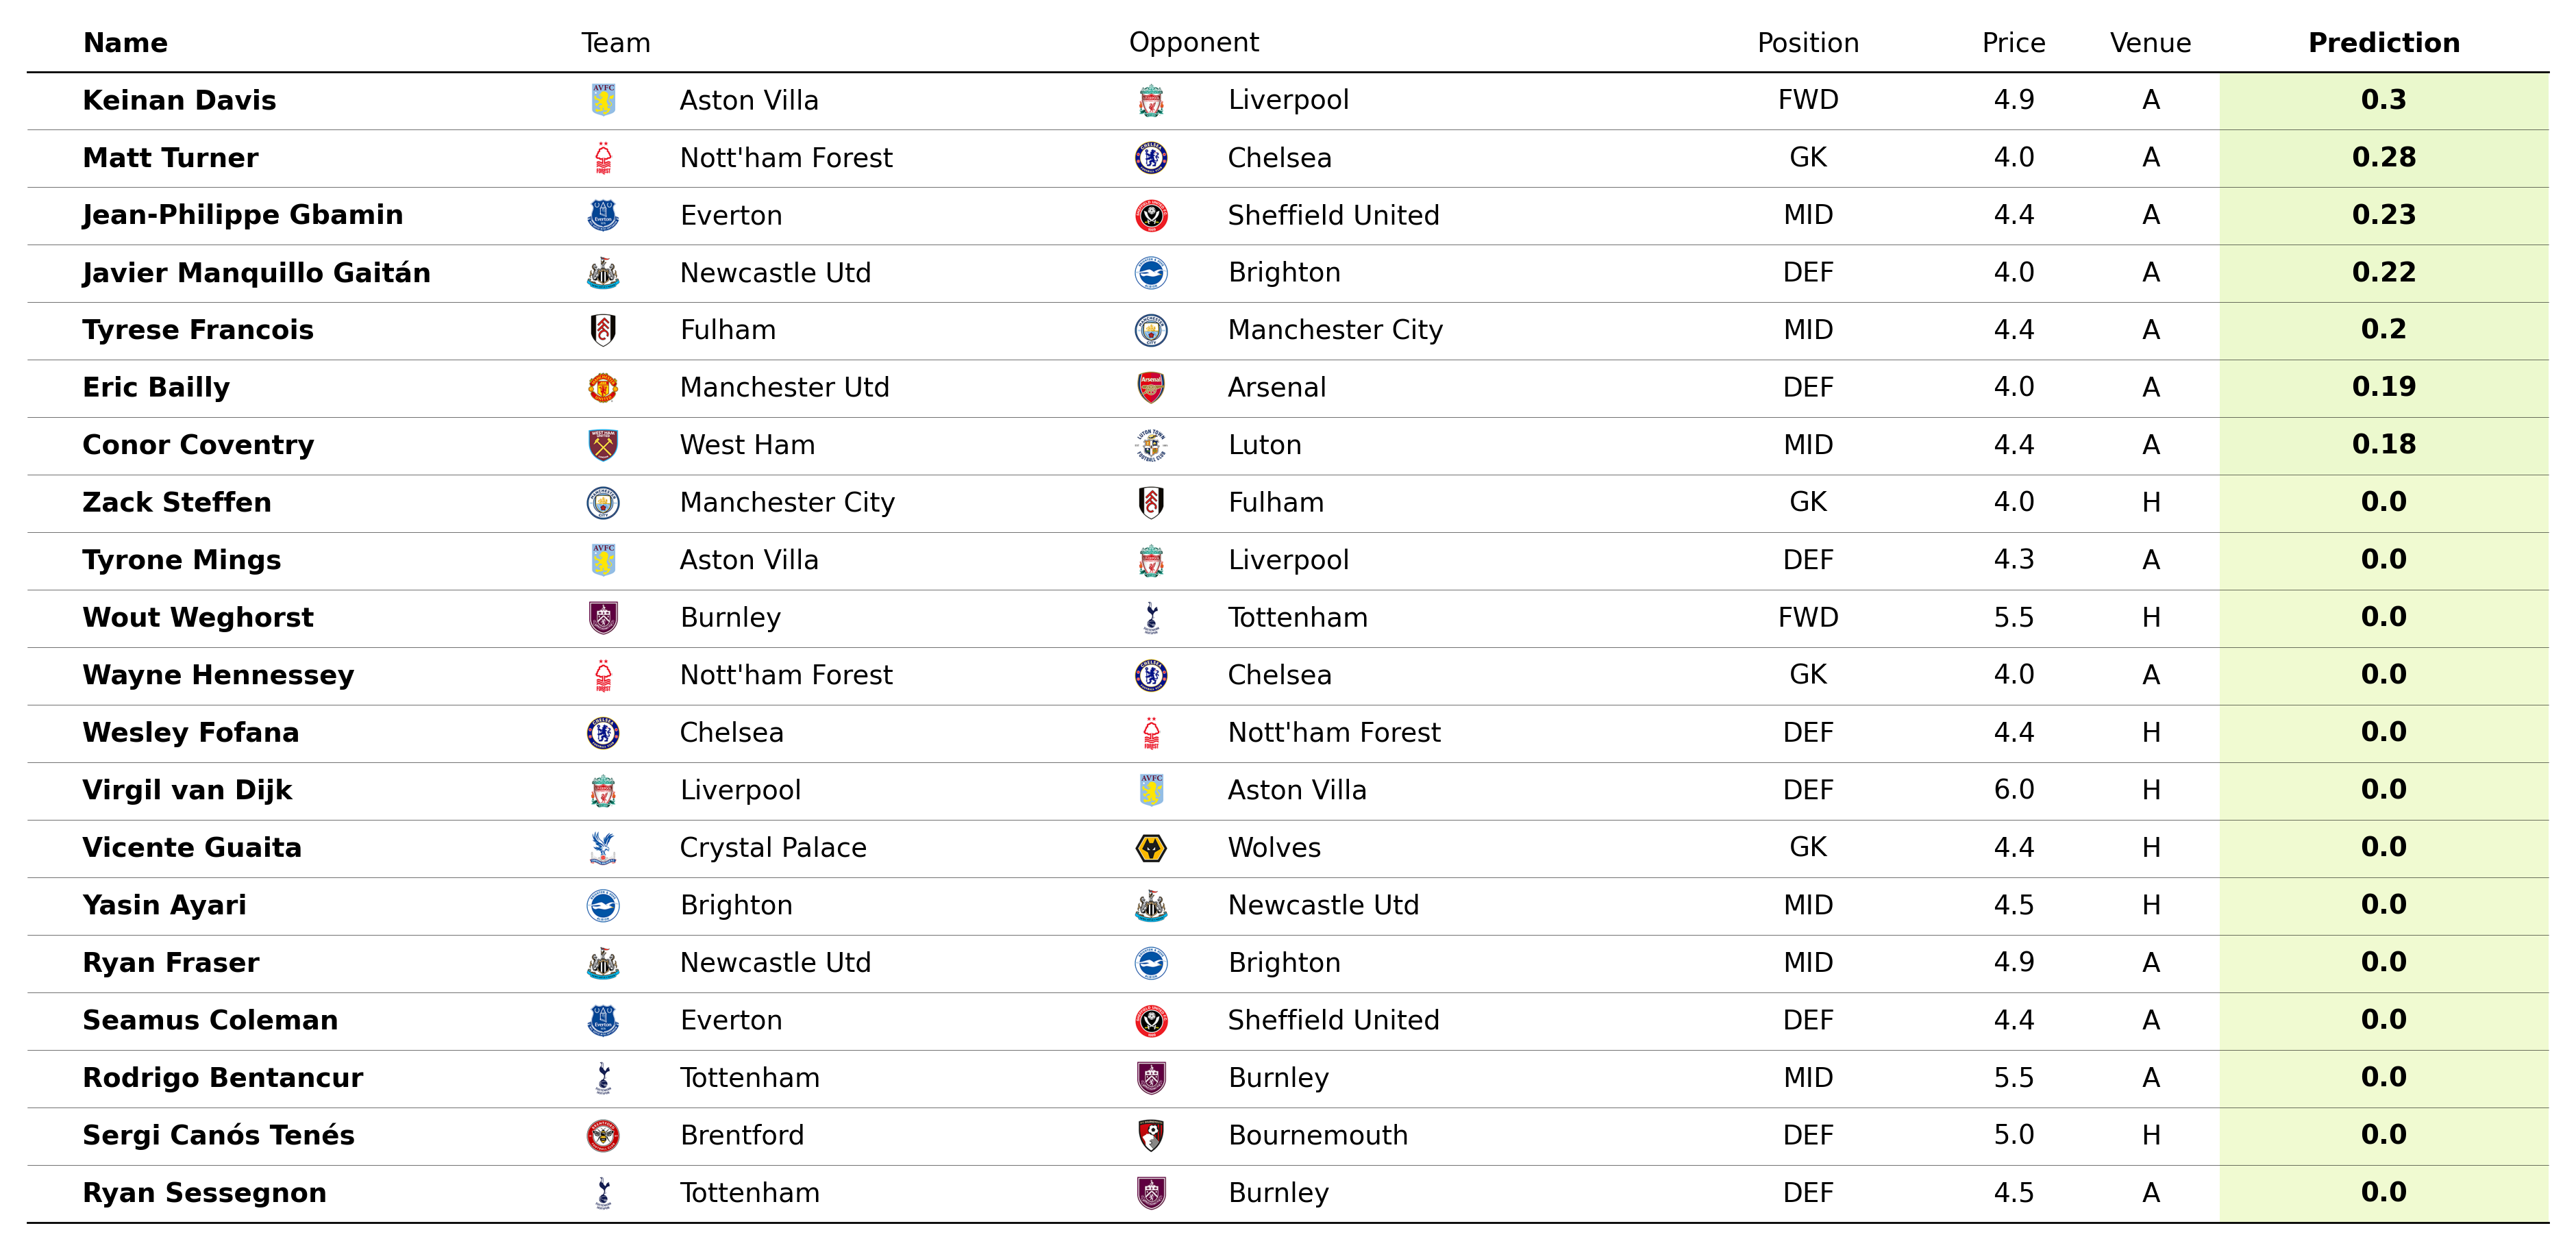 Name Team Opponent Position Price Venue Prediction
Keinan Davis Aston Villa Liverpool FWD 4.9 A 0.3
Matt Turner Nott'ham Forest Chelsea GK 4.0 A 0.28
Jean-Philippe Gbamin Everton Sheffield United MID 4.4 A 0.23
Javier Manquillo Gaitán Newcastle Utd Brighton DEF 4.0 A 0.22
Tyrese Francois Fulham Manchester City MID 4.4 A 0.2
Eric Bailly Manchester Utd Arsenal DEF 4.0 A 0.19
Conor Coventry West Ham Luton MID 4.4 A 0.18
Zack Steffen Manchester City Fulham GK 4.0 H 0.0
Tyrone Mings Aston Villa Liverpool DEF 4.3 A 0.0
Wout Weghorst Burnley Tottenham FWD 5.5 H 0.0
Wayne Hennessey Nott'ham Forest Chelsea GK 4.0 A 0.0
Wesley Fofana Chelsea Nott'ham Forest DEF 4.4 H 0.0
Virgil van Dijk Liverpool Aston Villa DEF 6.0 H 0.0
Vicente Guaita Crystal Palace Wolves GK 4.4 H 0.0
Yasin Ayari Brighton Newcastle Utd MID 4.5 H 0.0
Ryan Fraser Newcastle Utd Brighton MID 4.9 A 0.0
Seamus Coleman Everton Sheffield United DEF 4.4 A 0.0
Rodrigo Bentancur Tottenham Burnley MID 5.5 A 0.0
Sergi Canós Tenés Brentford Bournemouth DEF 5.0 H 0.0
Ryan Sessegnon Tottenham Burnley DEF 4.5 A 0.0